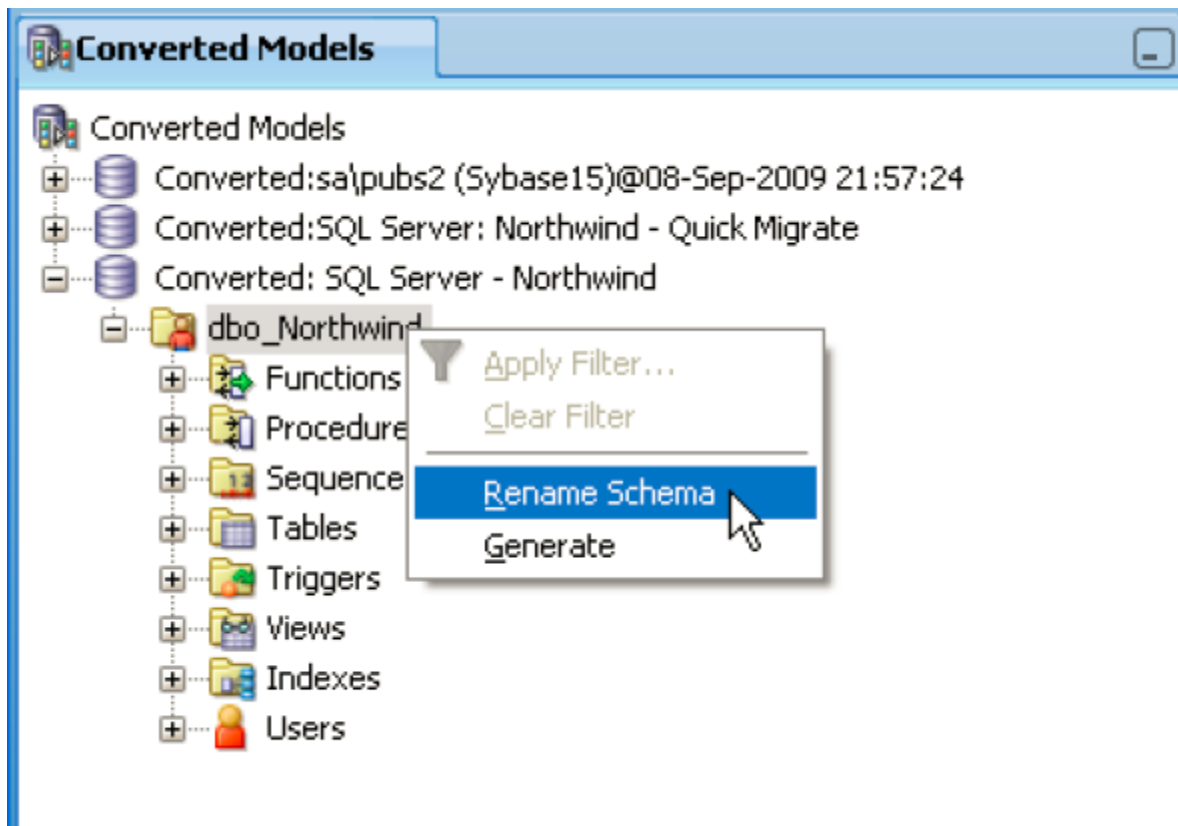 Converted Models
Converted Models
Converted:sa\pubs2 (Sybase15)@08-Sep-2009 21:57:24
Converted:SQL Server: Northwind - Quick Migrate
Converted: SQL Server - Northwind
dbo_Northwind
Apply Filter...
Functions
Clear Filter
Procedure
Sequence
Rename Schema
Tables
Generate
Triggers
Views
Indexes
Users